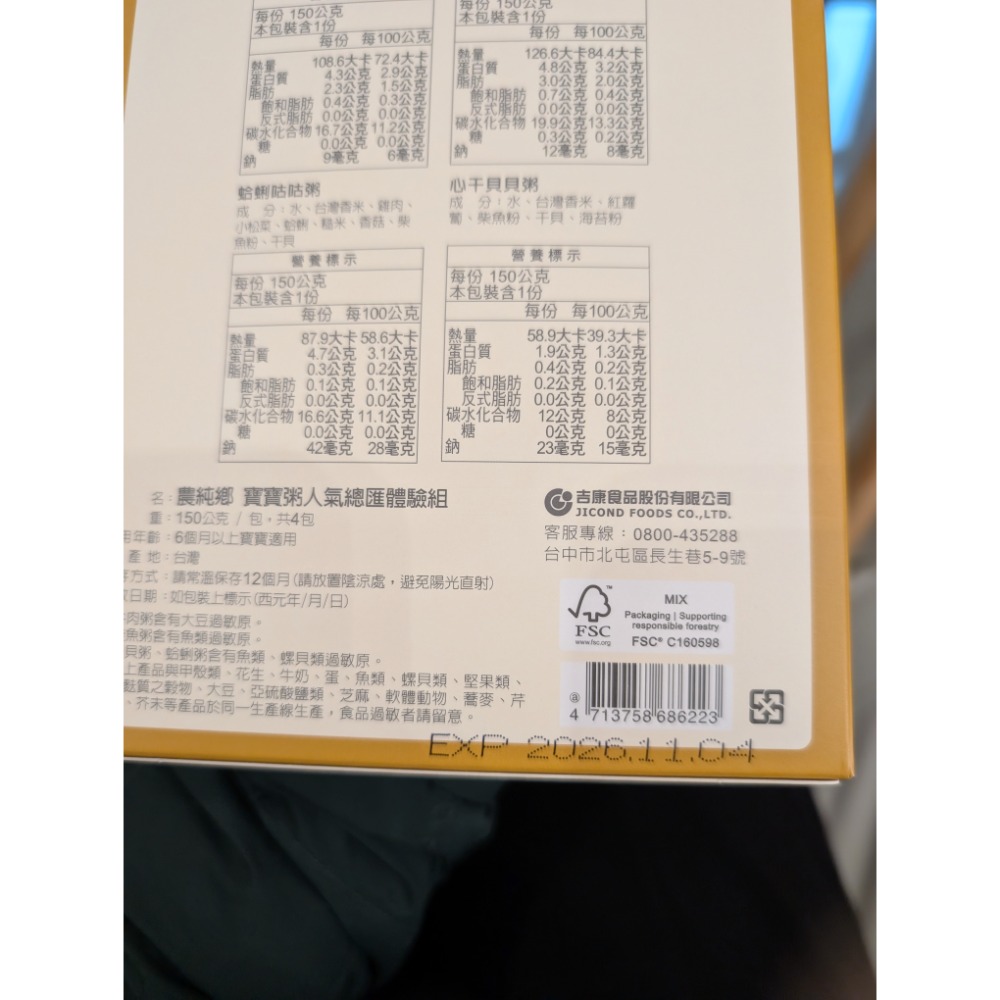 每份 150公克
本包裝含1份
每份 每100公克
熱量 108.6大卡 72.4大卡
蛋白質 4.3公克 2.9公克
脂肪 2.3公克 1.5公克
飽和脂肪 0.4公克 0.3公克
反式脂肪 0.0公克 0.0公克
碳水化合物 16.7公克 11.2公克
糖 0.0公克 0.0公克
鈉 9毫克 6毫克
每份 150公克
本包裝含1份
每份 每100公克
熱量 126.6大卡 84.4大卡
蛋白質 4.8公克 3.2公克
脂肪 3.0公克 2.0公克
飽和脂肪 0.7公克 0.4公克
反式脂肪 0.0公克 0.0公克
碳水化合物 19.9公克 13.3公克
糖 0.3公克 0.2公克
鈉 12毫克 8毫克
蛤蜊咕咕粥
成 分：水、台灣香米、雞肉、
小松菜、蛤蜊、糙米、香菇、柴
魚粉、干貝
營養標示
每份 150公克
本包裝含1份
每份 每100公克
熱量 87.9大卡 58.6大卡
蛋白質 4.7公克 3.1公克
脂肪 0.3公克 0.2公克
飽和脂肪 0.1公克 0.1公克
反式脂肪 0.0公克 0.0公克
碳水化合物 16.6公克 11.1公克
糖 0.0公克 0.0公克
鈉 42毫克 28毫克
心干貝貝粥
成 分：水、台灣香米、紅蘿
蔔、柴魚粉、干貝、海苔粉
營養標示
每份 150公克
本包裝含1份
每份 每100公克
熱量 58.9大卡 39.3大卡
蛋白質 1.9公克 1.3公克
脂肪 0.4公克 0.2公克
飽和脂肪 0.2公克 0.1公克
反式脂肪 0.0公克 0.0公克
碳水化合物 12公克 8公克
糖 0公克 0公克
鈉 23毫克 15毫克
名：農純鄉 寶寶粥人氣總匯體驗組
重：150公克 / 包，共4包
用年齡：6個月以上寶寶適用
產 地：台灣
方式：請常溫保存12個月(請放置陰涼處，避免陽光直射)
日期：如包裝上標示(西元年/月/日)
肉粥含有大豆過敏原。
魚粥含有魚類過敏原。
貝粥、蛤蜊粥含有魚類、螺貝類過敏原。
上產品與甲殼類、花生、牛奶、蛋、魚類、螺貝類、堅果類、
麩質之穀物、大豆、亞硫酸鹽類、芝麻、軟體動物、蕎麥、芹
、芥末等產品於同一生產線生產，食品過敏者請留意。
吉康食品股份有限公司
JICOND FOODS CO.,LTD.
客服專線：0800-435288
台中市北屯區長生巷5-9號
FSC
www.fsc.org
MIX
Packaging | Supporting
responsible forestry
FSC® C160598
ⓐ
4 713758 686223
EXP 2026.11.04